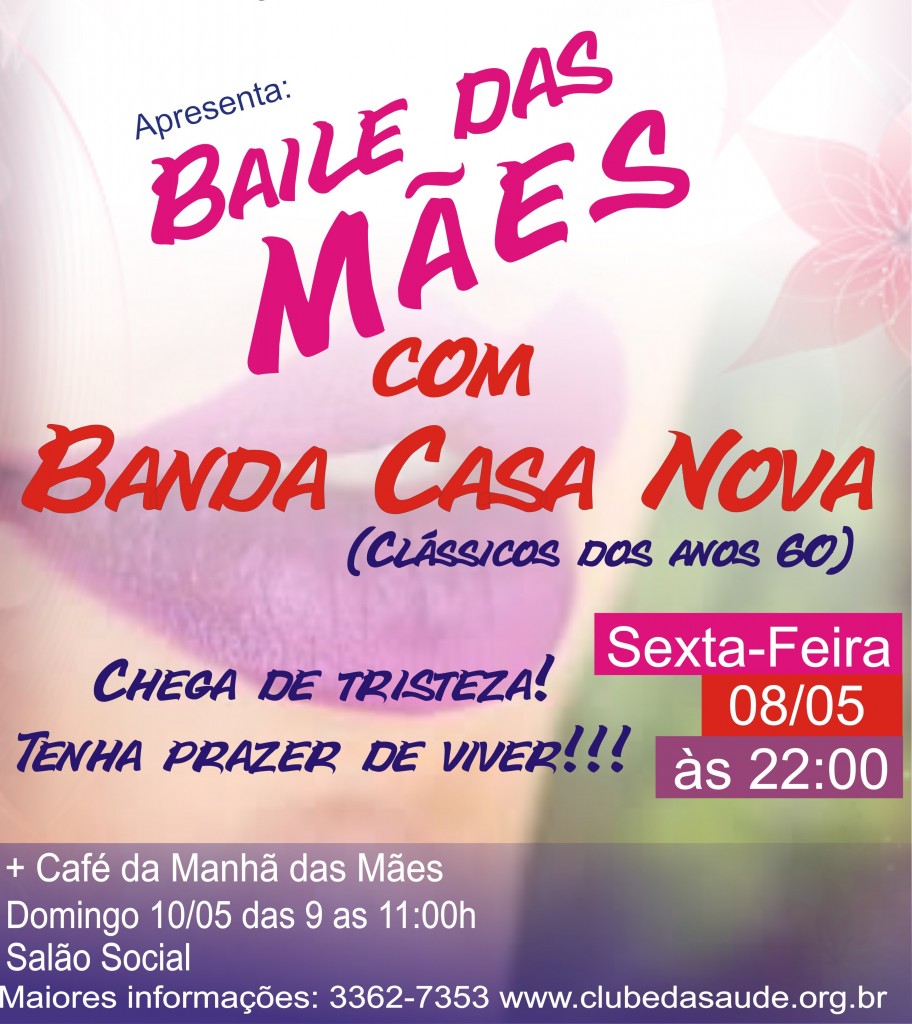 Apresenta:
BAILE DAS
MÃES
COM
BANDA CASA NOVA
(CLÁSSICOS DOS ANOS 60)
Sexta-Feira
08/05
às 22:00
CHEGA DE TRISTEZA!
TENHA PRAZER DE VIVER!!!
+ Café da Manhã das Mães
Domingo 10/05 das 9 as 11:00h
Salão Social
Maiores informações: 3362-7353 www.clubedasaude.org.br